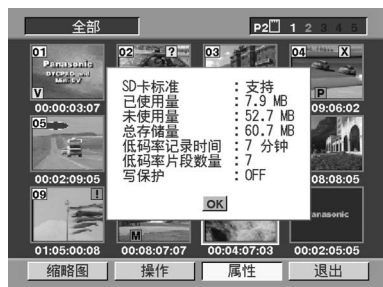 全部
P2 1 2 3 4 5
01
02 ?
03
04 X
Panasonic
V
P
00:00:03:07
09:06:02
SD卡标准 : 支持
已使用量 : 7.9 MB
未使用量 : 52.7 MB
总存储量 : 60.7 MB
低码率记录时间 : 7 分钟
低码率片段数量 : 7
写保护 : OFF
OK
05
00:02:09:05
08:08:05
09 !
M
anasonic
01:05:00:08
00:08:07:07
00:04:07:03
00:02:05:05
缩略图
操作
属性
退出